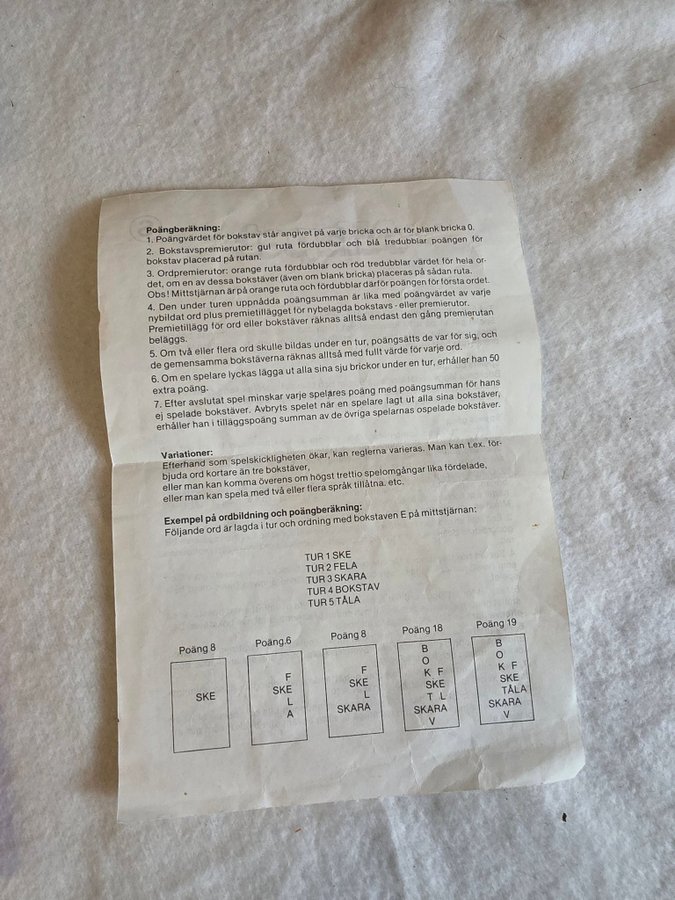 Poängberäkning:
1. Poängvärdet för bokstav står angivet på varje bricka och är för blank bricka 0.
2. Bokstavspremierutor: gul ruta fördubblar och blå tredubblar poängen för
bokstav placerad på rutan.
3. Ordpremierutor: orange ruta fördubblar och röd tredubblar värdet för hela or-
det, om en av dessa bokstäver (även om blank bricka) placeras på sådan ruta.
Obs! Mittstjärnan är på orange ruta och fördubblar därför poängen för första ordet.
4. Den under turen uppnådda poängsumman är lika med poängvärdet av varje
nybildat ord plus premietillägget för nybelagda bokstavs - eller premierutor.
Premietillägg för ord eller bokstäver räknas alltså endast den gång premierutan
beläggs.
5. Om två eller flera ord skulle bildas under en tur, poängsätts de var för sig, och
de gemensamma bokstäverna räknas alltså med fullt värde för varje ord.
6. Om en spelare lyckas lägga ut alla sina sju brickor under en tur, erhåller han 50
extra poäng.
7. Efter avslutat spel minskar varje spelares poäng med poängsumman för hans
ej spelade bokstäver. Avbryts spelet när en spelare lagt ut alla sina bokstäver,
erhåller han i tilläggspoäng summan av de övriga spelarnas ospelade bokstäver.
Variationer:
Efterhand som spelskickligheten ökar, kan reglerna varieras. Man kan t.ex. för-
bjuda ord kortare än tre bokstäver,
eller man kan komma överens om högst trettio spelomgångar lika fördelade,
eller man kan spela med två eller flera språk tillåtna. etc.
Exempel på ordbildning och poängberäkning:
Följande ord är lagda i tur och ordning med bokstaven E på mittstjärnan:
TUR 1 SKE
TUR 2 FELA
TUR 3 SKARA
TUR 4 BOKSTAV
TUR 5 TÅLA
Poäng 8
SKE
Poäng.6
F
SKE
L
A
Poäng 8
F
SKE
L
SKARA
Poäng 18
B
O
K F
SKE
T L
SKARA
V
Poäng 19
B
O
K F
SKE
TÅLA
SKARA
V